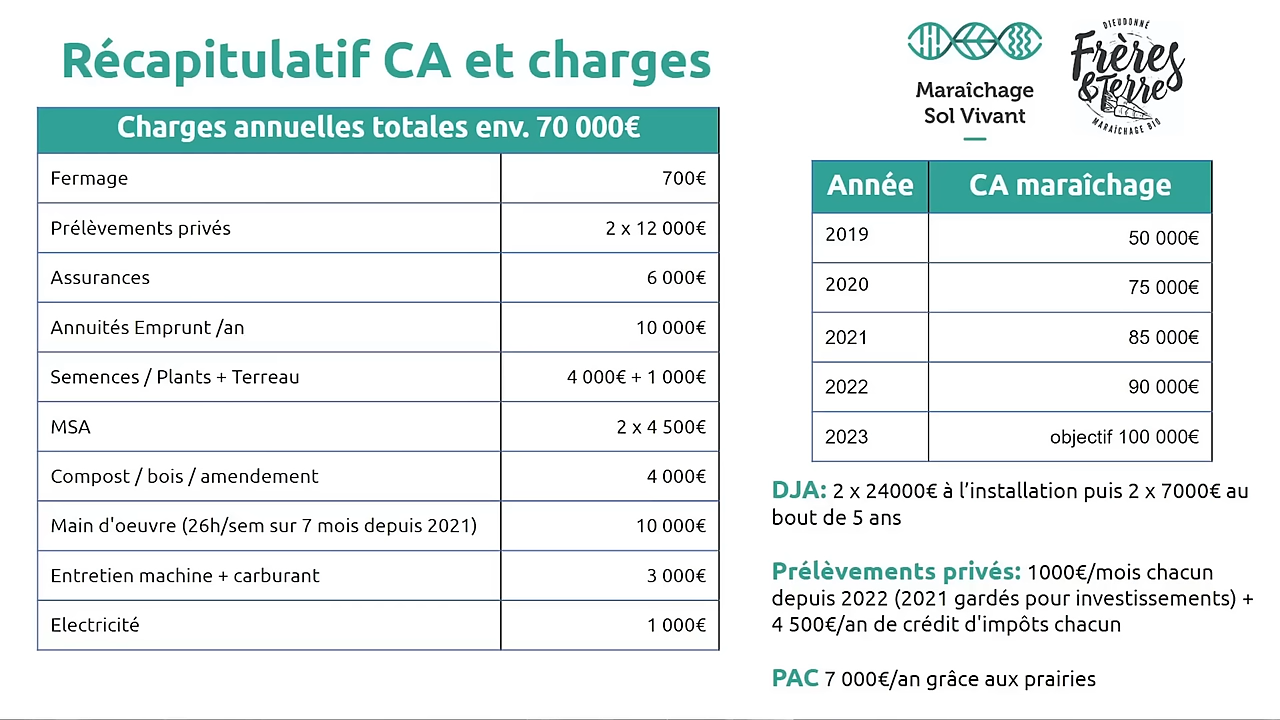 Récapitulatif CA et charges
Maraîchage
Sol Vivant
DIEUDONNÉ
Frères
&Terre
MARAÎCHAGE BIO
Charges annuelles totales env. 70 000€
Fermage 700€
Prélèvements privés 2 x 12 000€
Assurances 6 000€
Annuités Emprunt /an 10 000€
Semences / Plants + Terreau 4 000€ + 1 000€
MSA 2 x 4 500€
Compost / bois / amendement 4 000€
Main d'oeuvre (26h/sem sur 7 mois depuis 2021) 10 000€
Entretien machine + carburant 3 000€
Electricité 1 000€
Année CA maraîchage
2019 50 000€
2020 75 000€
2021 85 000€
2022 90 000€
2023 objectif 100 000€
DJA: 2 x 24000€ à l’installation puis 2 x 7000€ au
bout de 5 ans
Prélèvements privés: 1000€/mois chacun
depuis 2022 (2021 gardés pour investissements) +
4 500€/an de crédit d'impôts chacun
PAC 7 000€/an grâce aux prairies